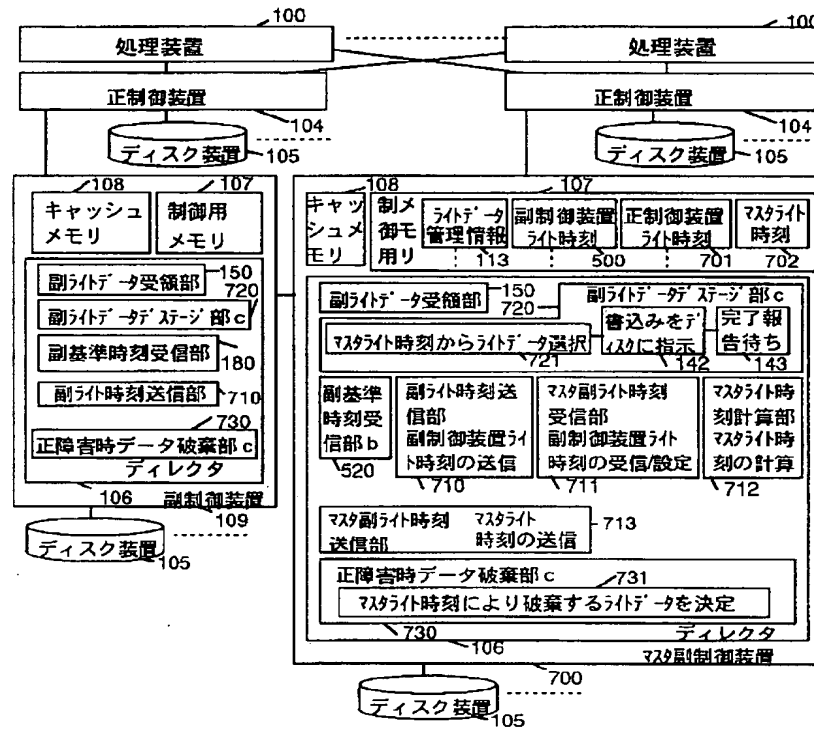 100
処理装置
100
処理装置
正制御装置
104
正制御装置
104
ディスク装置
105
ディスク装置
105
108
107
キャッシュ
メモリ
制御用
メモリ
150
副ライトデータ受領部
720
副ライトデータデステージ部c
副基準時刻受信部
180
副ライト時刻送信部
710
730
正障害時データ破棄部c
ディレクタ
106
副制御装置
109
ディスク装置
105
108
107
キャッ
シュメ
モリ
制メ
御モ
用リ
ライトデータ
管理情報
113
副制御装置
ライト時刻
500
正制御装置
ライト時刻
701
マスタライト
時刻
702
150
副ライトデータ受領部
720
副ライトデータデステージ部c
マスタライト時刻からライトデータ選択
721
書込みをデ
ィスクに指示
142
完了報
告待ち
143
副基準
時刻受
信部b
520
副ライト時刻送
信部
副制御装置ライ
ト時刻の送信
710
マスタ副ライト時刻
受信部
副制御装置ライト
時刻の受信/設定
711
マスタライト時
刻計算部
マスタライト時
刻の計算
712
マスタ副ライト時刻
送信部
マスタライト
時刻の送信
713
正障害時データ破棄部c
731
マスタライト時刻により破棄するライトデータを決定
730
ディレクタ
106
マスタ副制御装置
700
ディスク装置
105